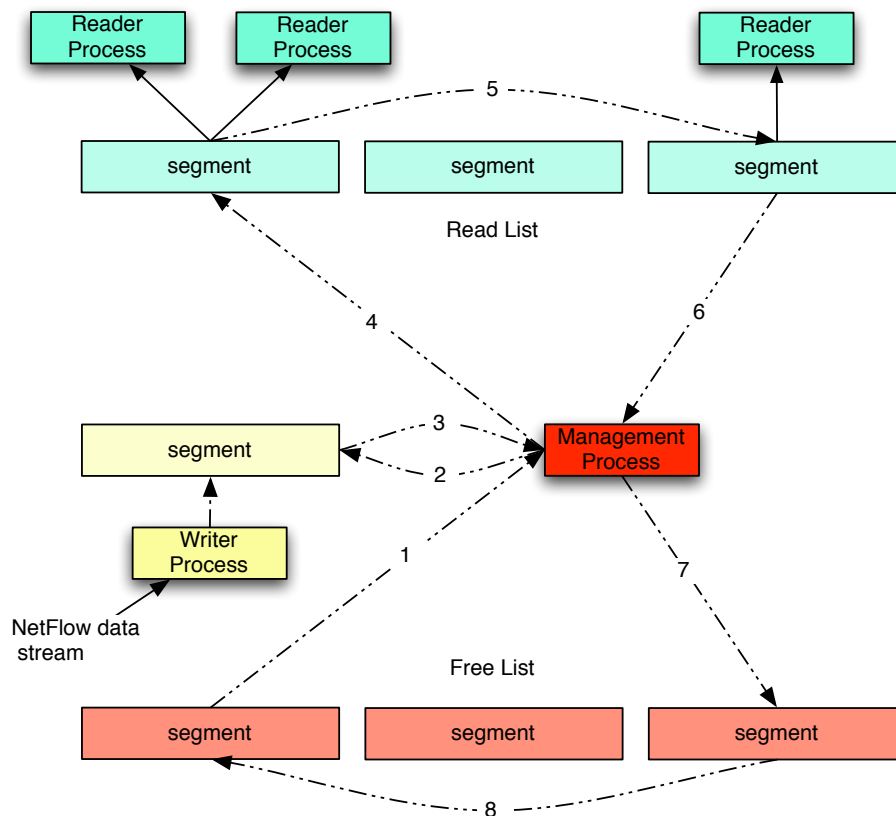 Reader
Process
Reader
Process
Reader
Process
5
segment
segment
segment
Read List
4
6
3
segment
2
Management
Process
Writer
Process
1
7
NetFlow data
stream
Free List
segment
segment
segment
8